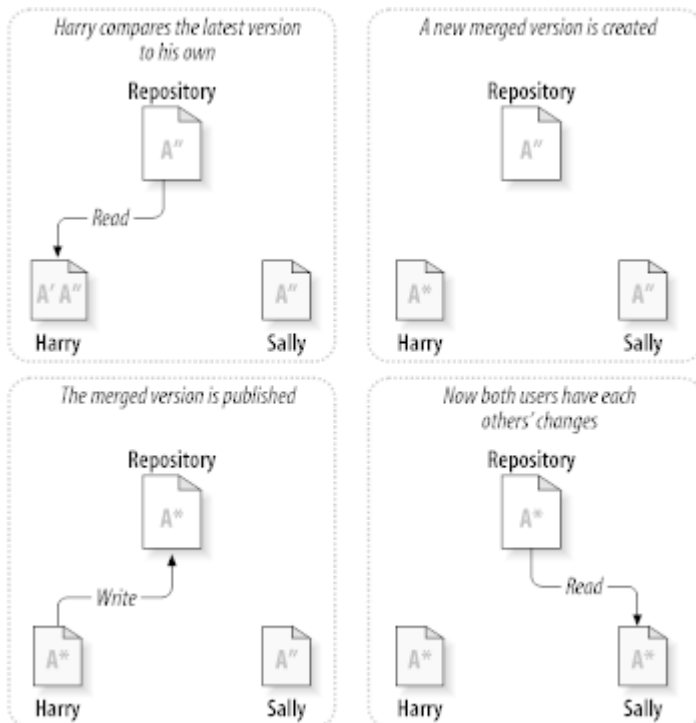 Harry compares the latest version
to his own
Repository
A"
Read
A' A"
A"
Harry
Sally
A new merged version is created
Repository
A"
A*
A"
Harry
Sally
The merged version is published
Repository
A*
Write
A*
A"
Harry
Sally
Now both users have each
others' changes
Repository
A*
Read
A*
A*
Harry
Sally